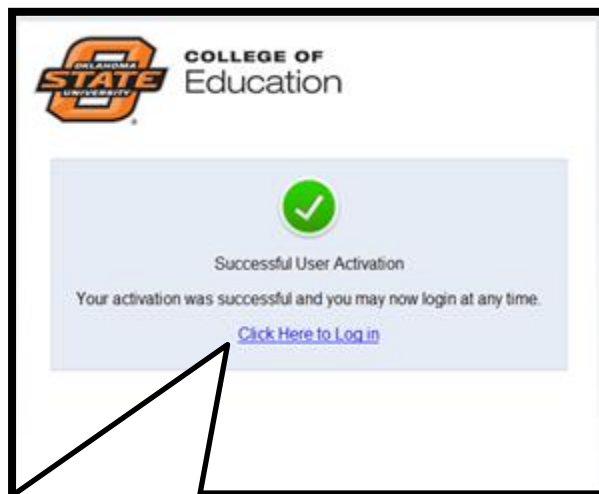 OKLAHOMA
STATE
UNIVERSITY
®
COLLEGE OF
Education
Successful User Activation
Your activation was successful and you may now login at any time.
Click Here to Log in